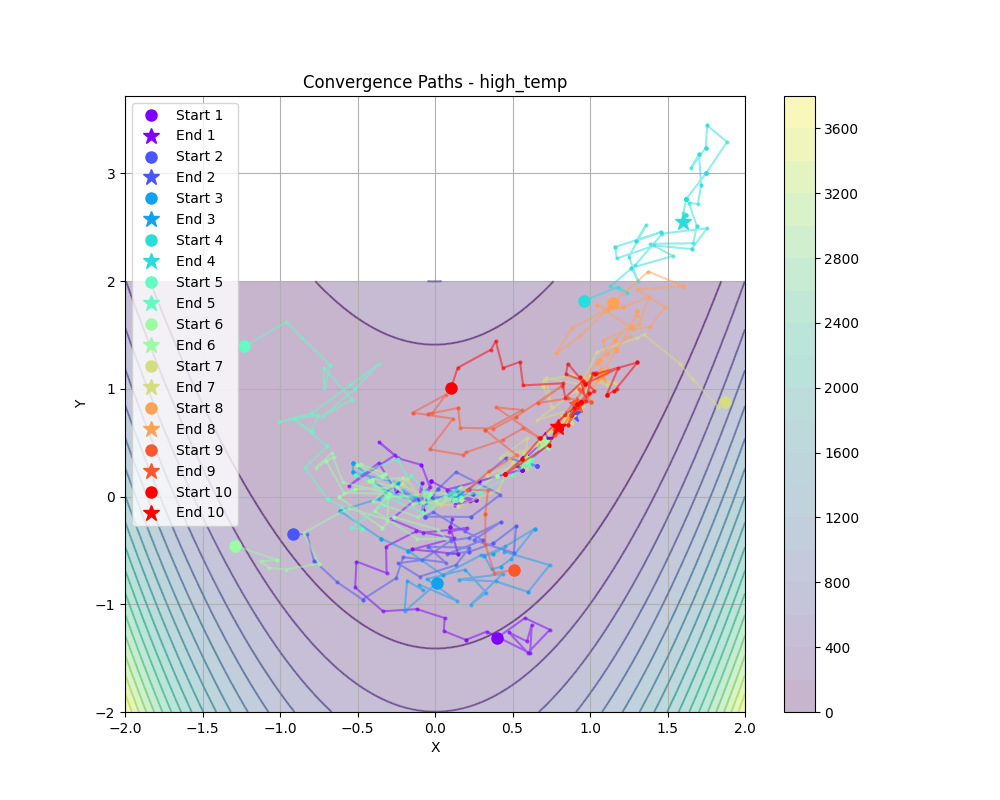 Convergence Paths - high_temp
Start 1
End 1
Start 2
End 2
Start 3
End 3
Start 4
End 4
Start 5
End 5
Start 6
End 6
Start 7
End 7
Start 8
End 8
Start 9
End 9
Start 10
End 10
3
2
1
0
−1
−2
Y
−2.0 −1.5 −1.0 −0.5 0.0 0.5 1.0 1.5 2.0
X
3600
3200
2800
2400
2000
1600
1200
800
400
0